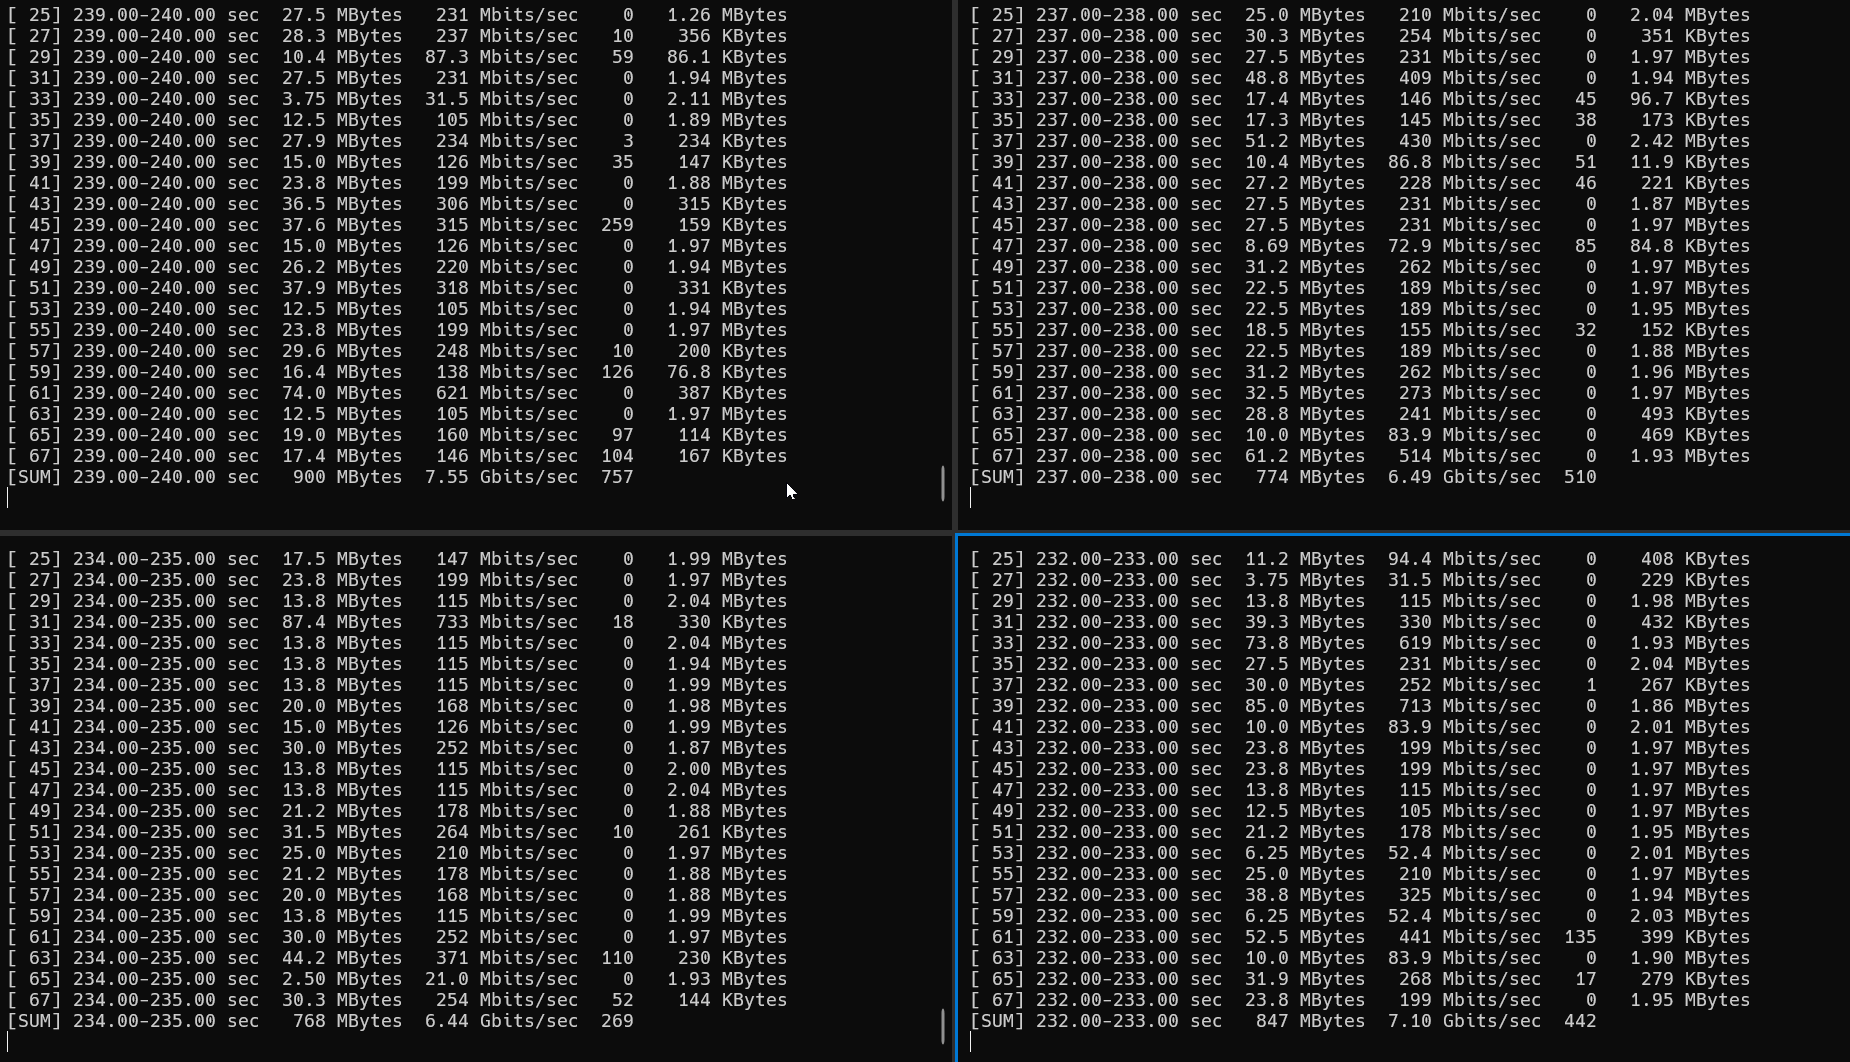 [ 25] 239.00-240.00 sec  27.5 MBytes   231 Mbits/sec    0   1.26 MBytes
[ 27] 239.00-240.00 sec  28.3 MBytes   237 Mbits/sec   10    356 KBytes
[ 29] 239.00-240.00 sec  10.4 MBytes  87.3 Mbits/sec   59   86.1 KBytes
[ 31] 239.00-240.00 sec  27.5 MBytes   231 Mbits/sec    0   1.94 MBytes
[ 33] 239.00-240.00 sec  3.75 MBytes  31.5 Mbits/sec    0   2.11 MBytes
[ 35] 239.00-240.00 sec  12.5 MBytes   105 Mbits/sec    0   1.89 MBytes
[ 37] 239.00-240.00 sec  27.9 MBytes   234 Mbits/sec    3    234 KBytes
[ 39] 239.00-240.00 sec  15.0 MBytes   126 Mbits/sec   35    147 KBytes
[ 41] 239.00-240.00 sec  23.8 MBytes   199 Mbits/sec    0   1.88 MBytes
[ 43] 239.00-240.00 sec  36.5 MBytes   306 Mbits/sec    0    315 KBytes
[ 45] 239.00-240.00 sec  37.6 MBytes   315 Mbits/sec  259    159 KBytes
[ 47] 239.00-240.00 sec  15.0 MBytes   126 Mbits/sec    0   1.97 MBytes
[ 49] 239.00-240.00 sec  26.2 MBytes   220 Mbits/sec    0   1.94 MBytes
[ 51] 239.00-240.00 sec  37.9 MBytes   318 Mbits/sec    0    331 KBytes
[ 53] 239.00-240.00 sec  12.5 MBytes   105 Mbits/sec    0   1.94 MBytes
[ 55] 239.00-240.00 sec  23.8 MBytes   199 Mbits/sec    0   1.97 MBytes
[ 57] 239.00-240.00 sec  29.6 MBytes   248 Mbits/sec   10    200 KBytes
[ 59] 239.00-240.00 sec  16.4 MBytes   138 Mbits/sec  126   76.8 KBytes
[ 61] 239.00-240.00 sec  74.0 MBytes   621 Mbits/sec    0    387 KBytes
[ 63] 239.00-240.00 sec  12.5 MBytes   105 Mbits/sec    0   1.97 MBytes
[ 65] 239.00-240.00 sec  19.0 MBytes   160 Mbits/sec   97    114 KBytes
[ 67] 239.00-240.00 sec  17.4 MBytes   146 Mbits/sec  104    167 KBytes
[SUM] 239.00-240.00 sec   900 MBytes  7.55 Gbits/sec  757
[ 25] 237.00-238.00 sec  25.0 MBytes   210 Mbits/sec    0   2.04 MBytes
[ 27] 237.00-238.00 sec  30.3 MBytes   254 Mbits/sec    0    351 KBytes
[ 29] 237.00-238.00 sec  27.5 MBytes   231 Mbits/sec    0   1.97 MBytes
[ 31] 237.00-238.00 sec  48.8 MBytes   409 Mbits/sec    0   1.94 MBytes
[ 33] 237.00-238.00 sec  17.4 MBytes   146 Mbits/sec   45   96.7 KBytes
[ 35] 237.00-238.00 sec  17.3 MBytes   145 Mbits/sec   38    173 KBytes
[ 37] 237.00-238.00 sec  51.2 MBytes   430 Mbits/sec    0   2.42 MBytes
[ 39] 237.00-238.00 sec  10.4 MBytes  86.8 Mbits/sec   51   11.9 KBytes
[ 41] 237.00-238.00 sec  27.2 MBytes   228 Mbits/sec   46    221 KBytes
[ 43] 237.00-238.00 sec  27.5 MBytes   231 Mbits/sec    0   1.87 MBytes
[ 45] 237.00-238.00 sec  27.5 MBytes   231 Mbits/sec    0   1.97 MBytes
[ 47] 237.00-238.00 sec  8.69 MBytes  72.9 Mbits/sec   85   84.8 KBytes
[ 49] 237.00-238.00 sec  31.2 MBytes   262 Mbits/sec    0   1.97 MBytes
[ 51] 237.00-238.00 sec  22.5 MBytes   189 Mbits/sec    0   1.97 MBytes
[ 53] 237.00-238.00 sec  22.5 MBytes   189 Mbits/sec    0   1.95 MBytes
[ 55] 237.00-238.00 sec  18.5 MBytes   155 Mbits/sec   32    152 KBytes
[ 57] 237.00-238.00 sec  22.5 MBytes   189 Mbits/sec    0   1.88 MBytes
[ 59] 237.00-238.00 sec  31.2 MBytes   262 Mbits/sec    0   1.96 MBytes
[ 61] 237.00-238.00 sec  32.5 MBytes   273 Mbits/sec    0   1.97 MBytes
[ 63] 237.00-238.00 sec  28.8 MBytes   241 Mbits/sec    0    493 KBytes
[ 65] 237.00-238.00 sec  10.0 MBytes  83.9 Mbits/sec    0    469 KBytes
[ 67] 237.00-238.00 sec  61.2 MBytes   514 Mbits/sec    0   1.93 MBytes
[SUM] 237.00-238.00 sec   774 MBytes  6.49 Gbits/sec  510
[ 25] 234.00-235.00 sec  17.5 MBytes   147 Mbits/sec    0   1.99 MBytes
[ 27] 234.00-235.00 sec  23.8 MBytes   199 Mbits/sec    0   1.97 MBytes
[ 29] 234.00-235.00 sec  13.8 MBytes   115 Mbits/sec    0   2.04 MBytes
[ 31] 234.00-235.00 sec  87.4 MBytes   733 Mbits/sec   18    330 KBytes
[ 33] 234.00-235.00 sec  13.8 MBytes   115 Mbits/sec    0   2.04 MBytes
[ 35] 234.00-235.00 sec  13.8 MBytes   115 Mbits/sec    0   1.94 MBytes
[ 37] 234.00-235.00 sec  13.8 MBytes   115 Mbits/sec    0   1.99 MBytes
[ 39] 234.00-235.00 sec  20.0 MBytes   168 Mbits/sec    0   1.98 MBytes
[ 41] 234.00-235.00 sec  15.0 MBytes   126 Mbits/sec    0   1.99 MBytes
[ 43] 234.00-235.00 sec  30.0 MBytes   252 Mbits/sec    0   1.87 MBytes
[ 45] 234.00-235.00 sec  13.8 MBytes   115 Mbits/sec    0   2.00 MBytes
[ 47] 234.00-235.00 sec  13.8 MBytes   115 Mbits/sec    0   2.04 MBytes
[ 49] 234.00-235.00 sec  21.2 MBytes   178 Mbits/sec    0   1.88 MBytes
[ 51] 234.00-235.00 sec  31.5 MBytes   264 Mbits/sec   10    261 KBytes
[ 53] 234.00-235.00 sec  25.0 MBytes   210 Mbits/sec    0   1.97 MBytes
[ 55] 234.00-235.00 sec  21.2 MBytes   178 Mbits/sec    0   1.88 MBytes
[ 57] 234.00-235.00 sec  20.0 MBytes   168 Mbits/sec    0   1.88 MBytes
[ 59] 234.00-235.00 sec  13.8 MBytes   115 Mbits/sec    0   1.99 MBytes
[ 61] 234.00-235.00 sec  30.0 MBytes   252 Mbits/sec    0   1.97 MBytes
[ 63] 234.00-235.00 sec  44.2 MBytes   371 Mbits/sec  110    230 KBytes
[ 65] 234.00-235.00 sec  2.50 MBytes  21.0 Mbits/sec    0   1.93 MBytes
[ 67] 234.00-235.00 sec  30.3 MBytes   254 Mbits/sec   52    144 KBytes
[SUM] 234.00-235.00 sec   768 MBytes  6.44 Gbits/sec  269
[ 25] 232.00-233.00 sec  11.2 MBytes  94.4 Mbits/sec    0    408 KBytes
[ 27] 232.00-233.00 sec  3.75 MBytes  31.5 Mbits/sec    0    229 KBytes
[ 29] 232.00-233.00 sec  13.8 MBytes   115 Mbits/sec    0   1.98 MBytes
[ 31] 232.00-233.00 sec  39.3 MBytes   330 Mbits/sec    0    432 KBytes
[ 33] 232.00-233.00 sec  73.8 MBytes   619 Mbits/sec    0   1.93 MBytes
[ 35] 232.00-233.00 sec  27.5 MBytes   231 Mbits/sec    0   2.04 MBytes
[ 37] 232.00-233.00 sec  30.0 MBytes   252 Mbits/sec    1    267 KBytes
[ 39] 232.00-233.00 sec  85.0 MBytes   713 Mbits/sec    0   1.86 MBytes
[ 41] 232.00-233.00 sec  10.0 MBytes  83.9 Mbits/sec    0   2.01 MBytes
[ 43] 232.00-233.00 sec  23.8 MBytes   199 Mbits/sec    0   1.97 MBytes
[ 45] 232.00-233.00 sec  23.8 MBytes   199 Mbits/sec    0   1.97 MBytes
[ 47] 232.00-233.00 sec  13.8 MBytes   115 Mbits/sec    0   1.97 MBytes
[ 49] 232.00-233.00 sec  12.5 MBytes   105 Mbits/sec    0   1.97 MBytes
[ 51] 232.00-233.00 sec  21.2 MBytes   178 Mbits/sec    0   1.95 MBytes
[ 53] 232.00-233.00 sec  6.25 MBytes  52.4 Mbits/sec    0   2.01 MBytes
[ 55] 232.00-233.00 sec  25.0 MBytes   210 Mbits/sec    0   1.97 MBytes
[ 57] 232.00-233.00 sec  38.8 MBytes   325 Mbits/sec    0   1.94 MBytes
[ 59] 232.00-233.00 sec  6.25 MBytes  52.4 Mbits/sec    0   2.03 MBytes
[ 61] 232.00-233.00 sec  52.5 MBytes   441 Mbits/sec  135    399 KBytes
[ 63] 232.00-233.00 sec  10.0 MBytes  83.9 Mbits/sec    0   1.90 MBytes
[ 65] 232.00-233.00 sec  31.9 MBytes   268 Mbits/sec   17    279 KBytes
[ 67] 232.00-233.00 sec  23.8 MBytes   199 Mbits/sec    0   1.95 MBytes
[SUM] 232.00-233.00 sec   847 MBytes  7.10 Gbits/sec  442